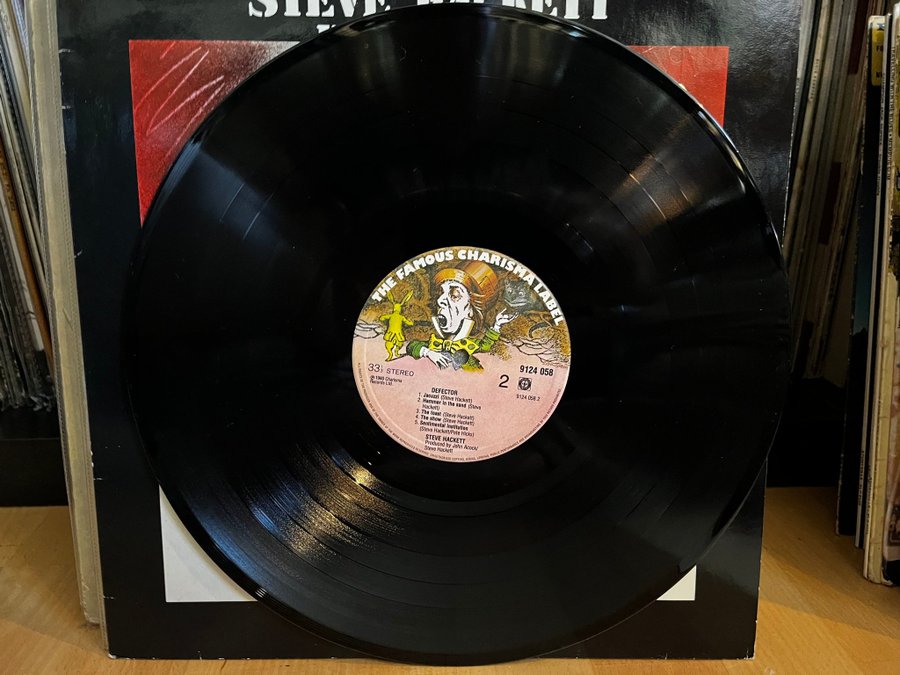 STEVE HACKETT
THE FAMOUS CHARISMA LABEL
33⅓ STEREO
℗ 1980 Charisma
Records Ltd.
9124 058
2
9124 058 2
DEFECTOR
1. Jacuzzi (Steve Hackett)
2. Hammer in the sand (Steve
Hackett)
3. The toast (Steve Hackett)
4. The show (Steve Hackett)
5. Sentimental institution
(Steve Hackett/Pete Hicks)
STEVE HACKETT
Produced by John Acock/
Steve Hackett